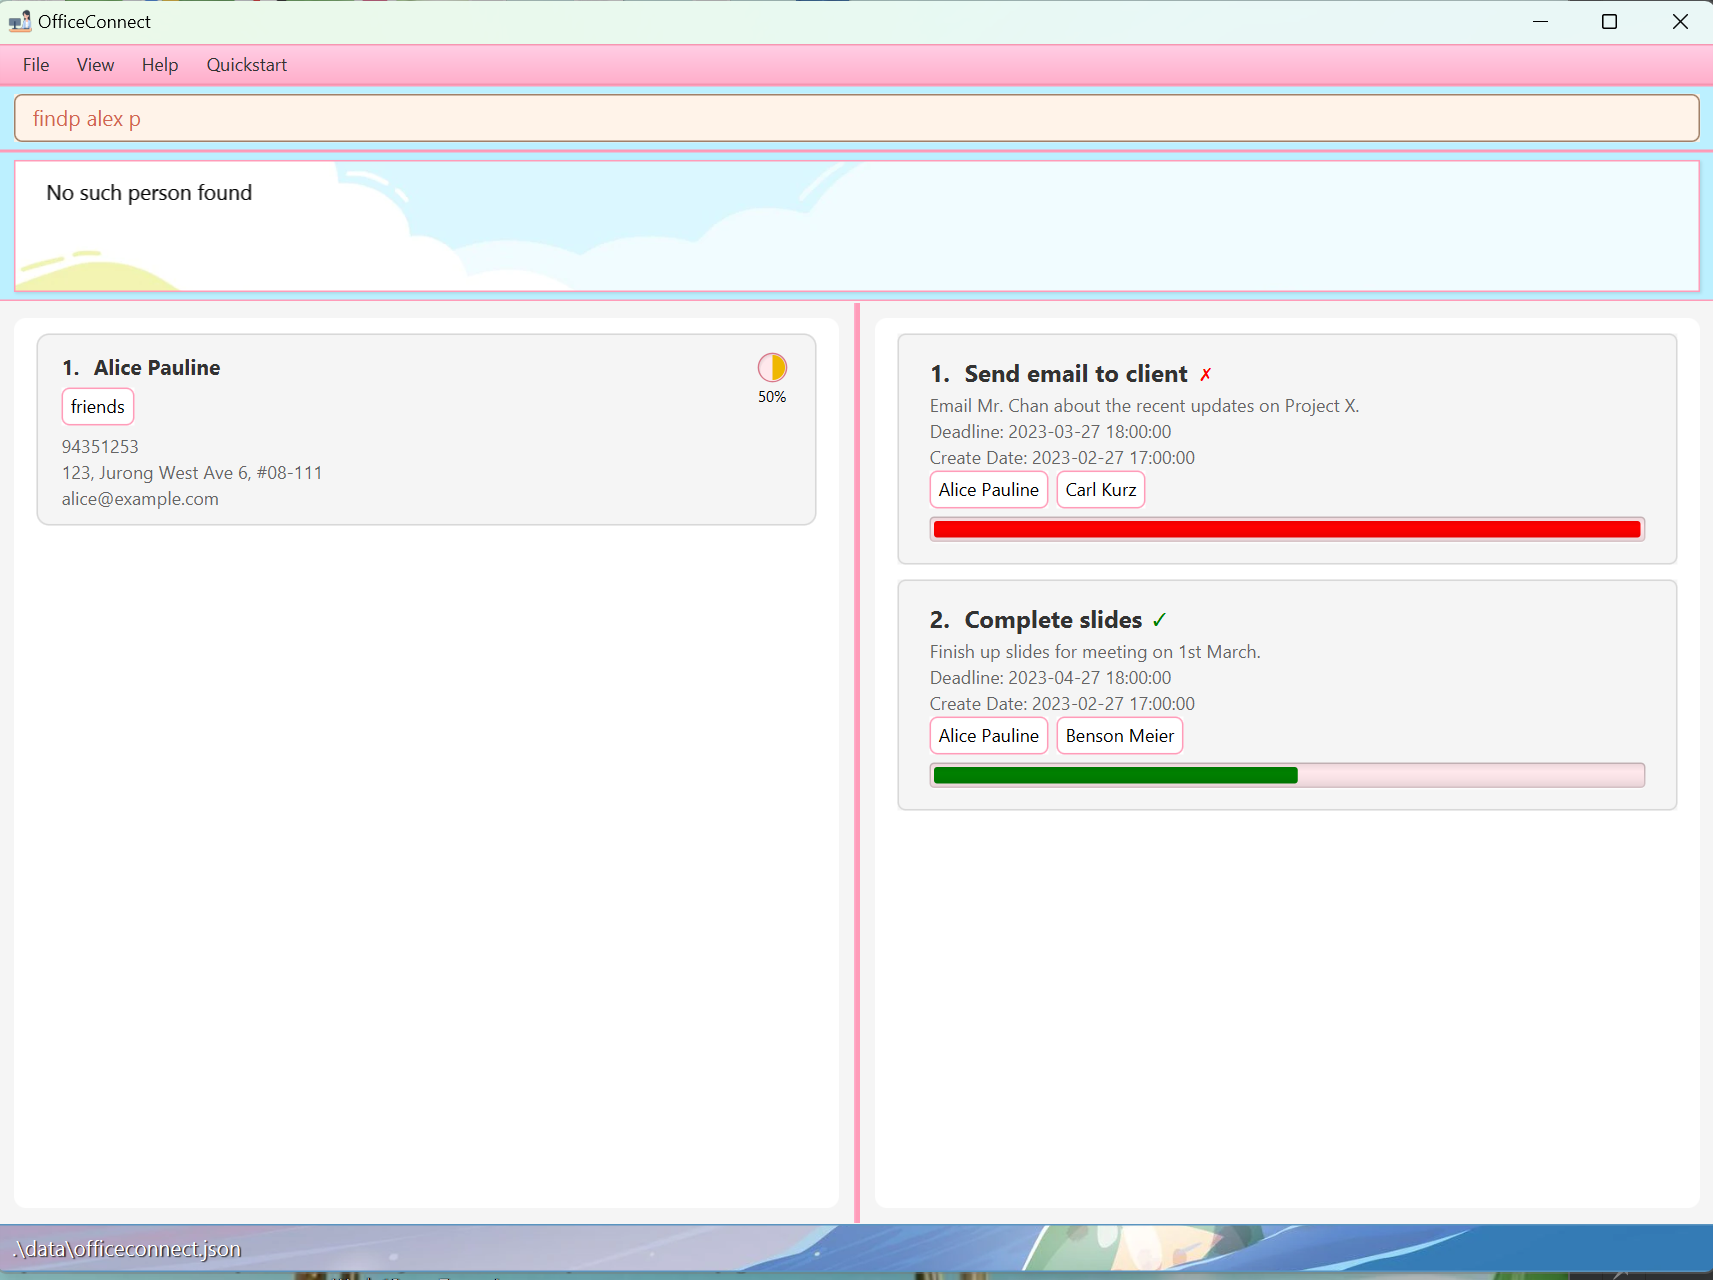 OfficeConnect
File View Help Quickstart
findp alex p
No such person found
1. Alice Pauline
friends
50%
94351253
123, Jurong West Ave 6, #08-111
alice@example.com
1. Send email to client ✗
Email Mr. Chan about the recent updates on Project X.
Deadline: 2023-03-27 18:00:00
Create Date: 2023-02-27 17:00:00
Alice Pauline Carl Kurz
2. Complete slides ✓
Finish up slides for meeting on 1st March.
Deadline: 2023-04-27 18:00:00
Create Date: 2023-02-27 17:00:00
Alice Pauline Benson Meier
.\data\officeconnect.json